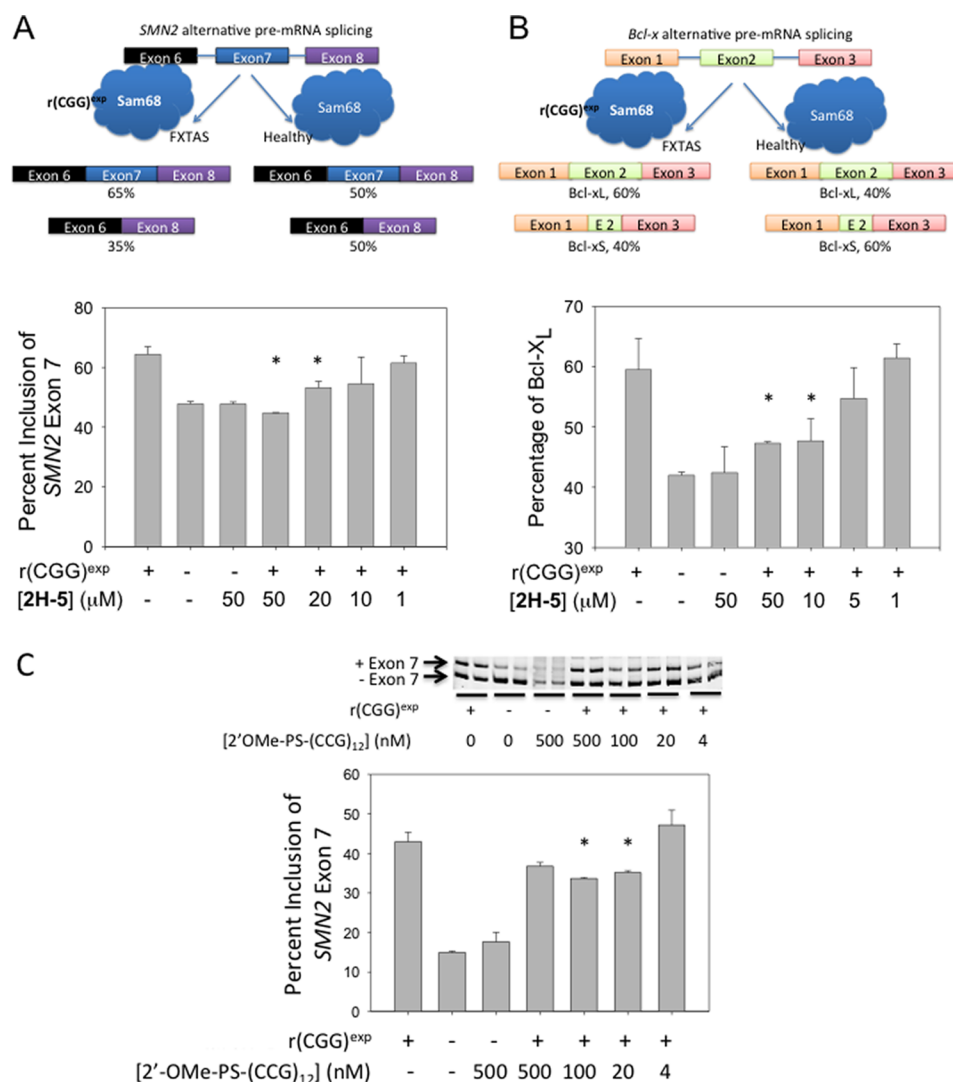 A
SMN2 alternative pre-mRNA splicing
Exon 6 Exon7 Exon 8
r(CGG)exp Sam68 Sam68
FXTAS Healthy
Exon 6 Exon7 Exon 8 Exon 6 Exon7 Exon 8
65% 50%
Exon 6 Exon 8 Exon 6 Exon 8
35% 50%
B
Bcl-x alternative pre-mRNA splicing
Exon 1 Exon2 Exon 3
r(CGG)exp Sam68 Sam68
FXTAS Healthy
Exon 1 Exon 2 Exon 3 Exon 1 Exon 2 Exon 3
Bcl-xL, 60% Bcl-xL, 40%
Exon 1 E 2 Exon 3 Exon 1 E 2 Exon 3
Bcl-xS, 40% Bcl-xS, 60%
Percent Inclusion of
SMN2 Exon 7
80
60
40
20
0
* *
r(CGG)exp + - - + + + +
[2H-5] (μM) - - 50 50 20 10 1
Percentage of Bcl-XL
70
60
50
40
30
* *
r(CGG)exp + - - + + + +
[2H-5] (μM) - - 50 50 10 5 1
C
+ Exon 7
- Exon 7
r(CGG)exp + - - + + + +
[2'OMe-PS-(CCG)12] (nM) 0 0 500 500 100 20 4
Percent Inclusion of
SMN2 Exon 7
60
50
40
30
20
10
0
* *
r(CGG)exp + - - + + + +
[2'-OMe-PS-(CCG)12] (nM) - - 500 500 100 20 4